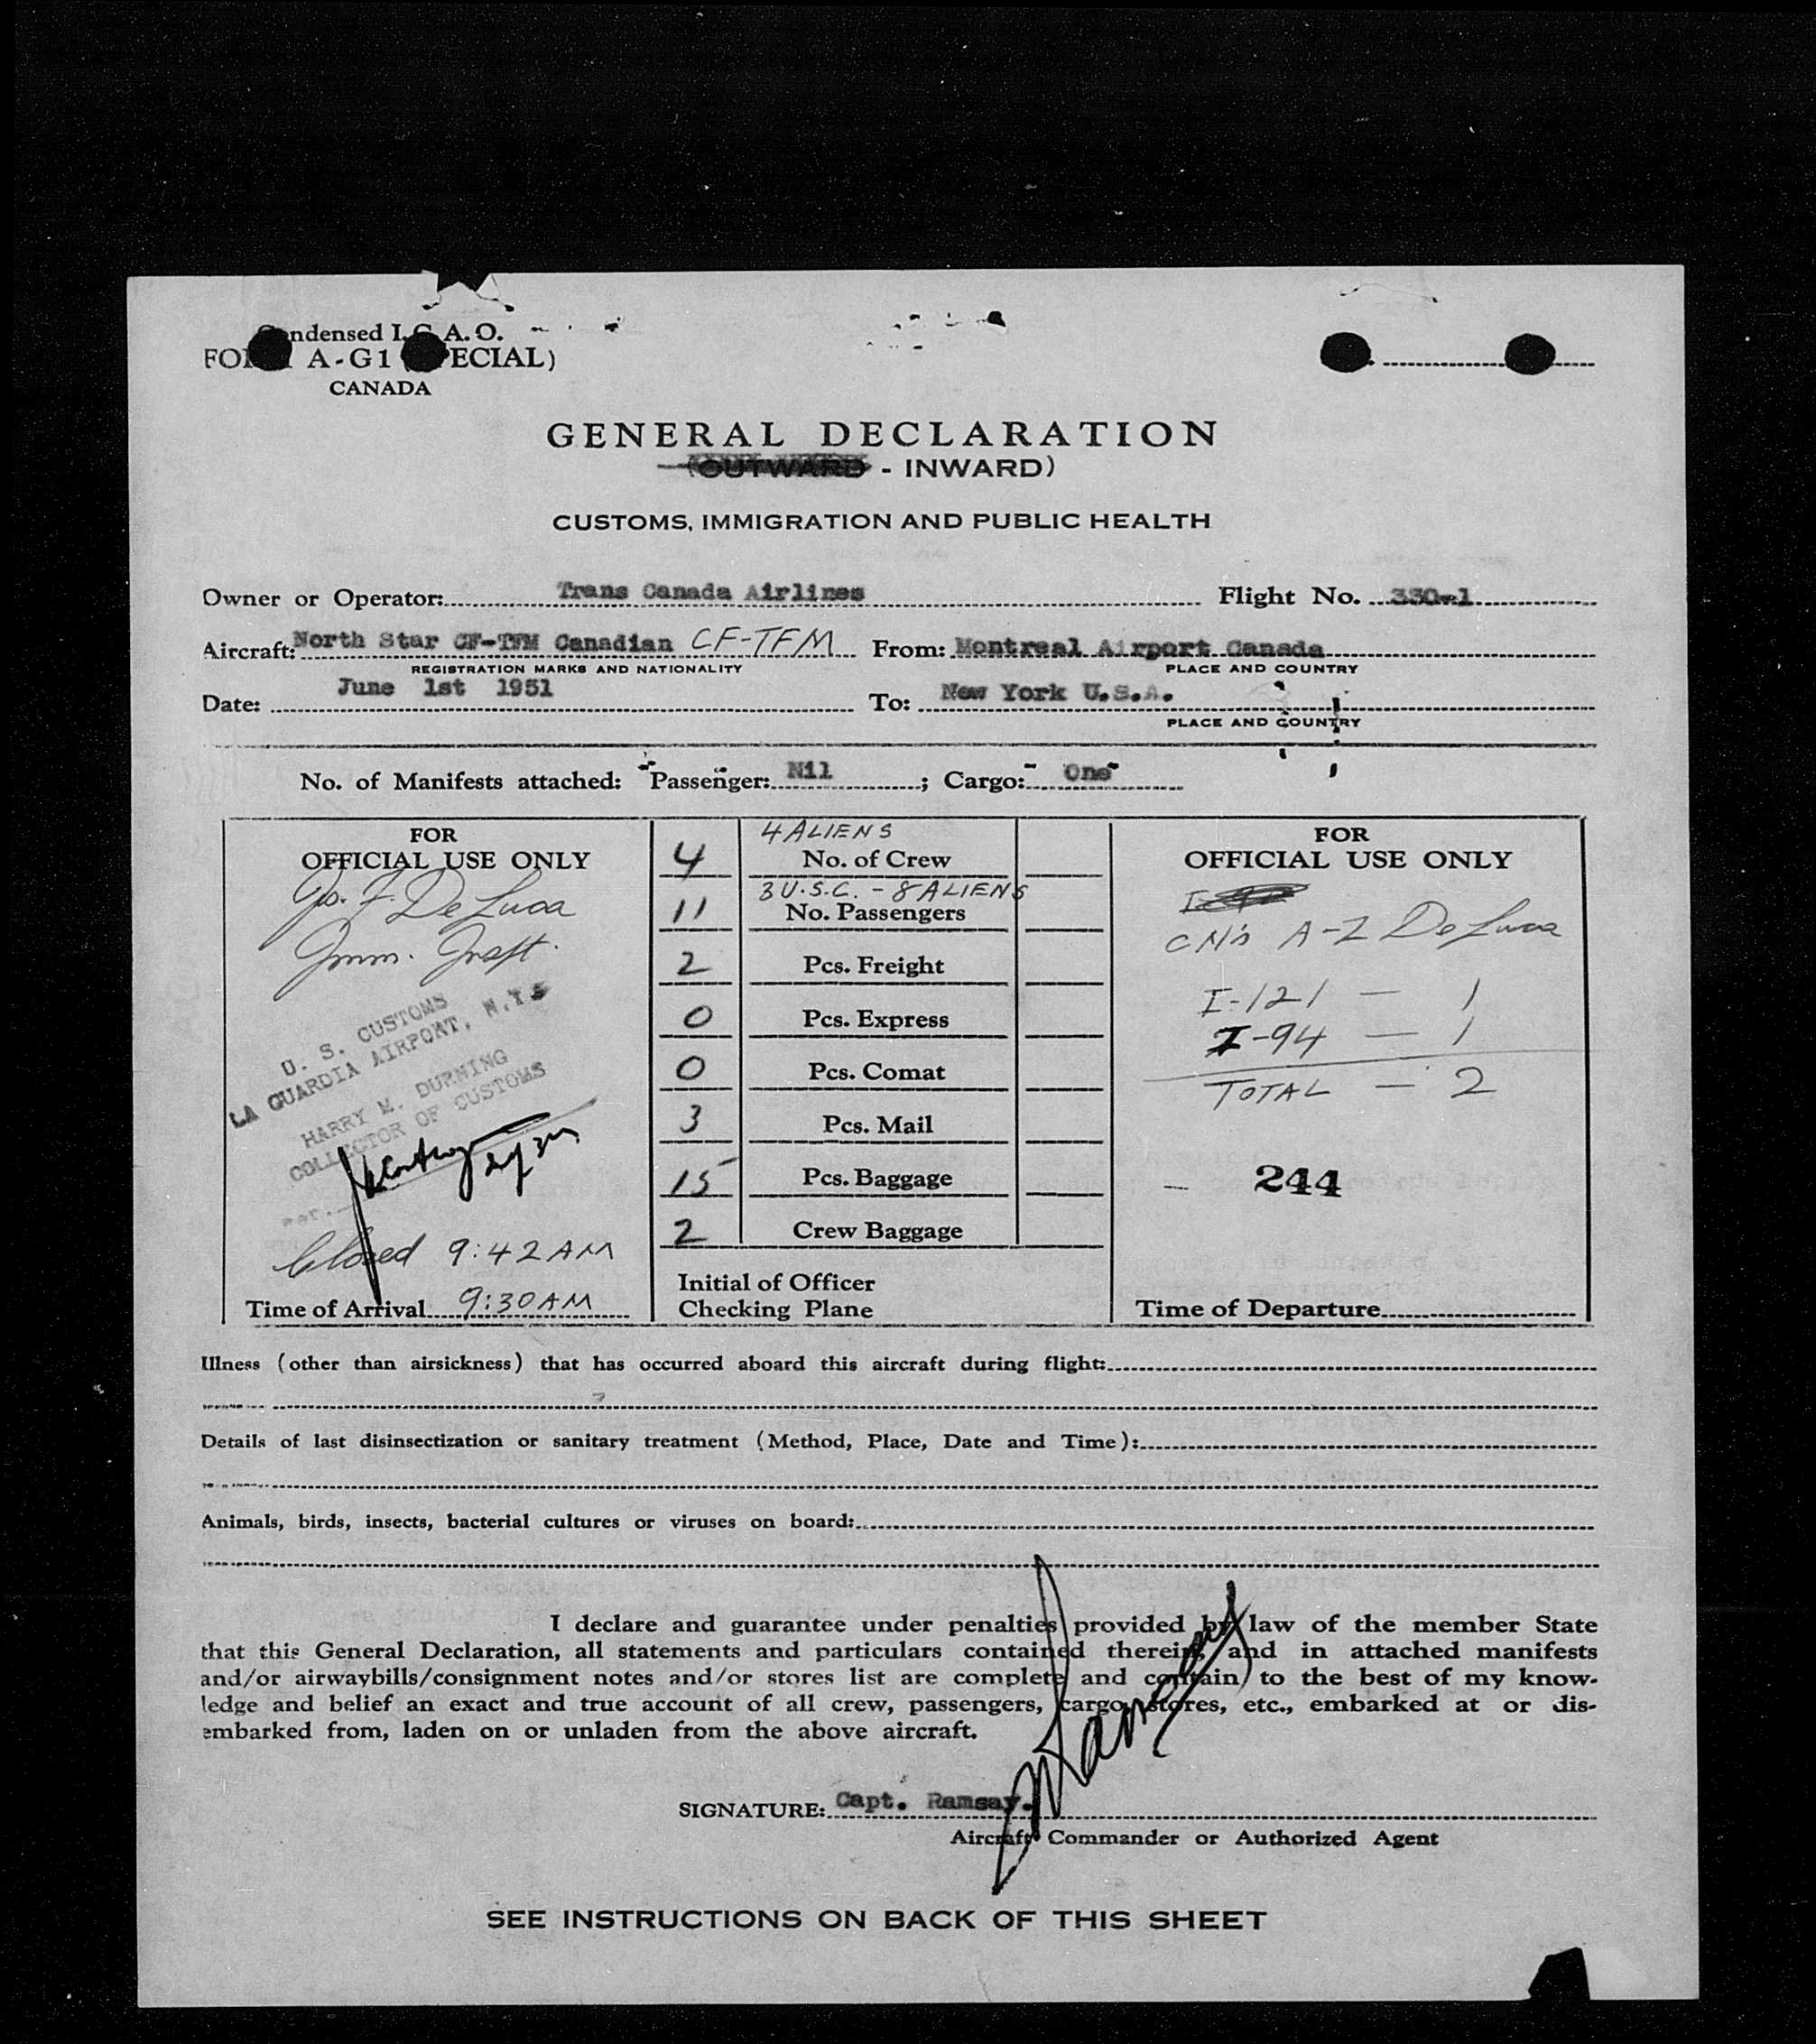 Condensed I.C.A.O.
FORM A-G1 (SPECIAL)
CANADA
GENERAL DECLARATION
(OUTWARD - INWARD)
CUSTOMS, IMMIGRATION AND PUBLIC HEALTH
Owner or Operator: Trans Canada Airlines Flight No. 330-1
Aircraft: North Star CF-TFM Canadian CF-TFM From: Montreal Airport Canada
REGISTRATION MARKS AND NATIONALITY PLACE AND COUNTRY
Date: June 1st 1951 To: New York U.S.A.
PLACE AND COUNTRY
No. of Manifests attached: Passenger: Nil ; Cargo: One
FOR
OFFICIAL USE ONLY
Jos. F. DeLuca
Imm. Inspt.
U. S. CUSTOMS
LA GUARDIA AIRPORT, N.Y.
HARRY M. DURNING
COLLECTOR OF CUSTOMS
Closed 9:42 AM
Time of Arrival 9:30 AM
4 ALIENS
4 No. of Crew
3 U.S.C. - 8 ALIENS
11 No. Passengers
2 Pcs. Freight
0 Pcs. Express
0 Pcs. Comat
3 Pcs. Mail
15 Pcs. Baggage
2 Crew Baggage
Initial of Officer
Checking Plane
FOR
OFFICIAL USE ONLY
CN's A-Z DeLuca
I-121 — 1
I-94 — 1
TOTAL — 2
— 244
Time of Departure
Illness (other than airsickness) that has occurred aboard this aircraft during flight:
Details of last disinsectization or sanitary treatment (Method, Place, Date and Time):
Animals, birds, insects, bacterial cultures or viruses on board:
I declare and guarantee under penalties provided by law of the member State
that this General Declaration, all statements and particulars contained therein, and in attached manifests
and/or airwaybills/consignment notes and/or stores list are complete and contain, to the best of my know-
ledge and belief an exact and true account of all crew, passengers, cargo, stores, etc., embarked at or dis-
embarked from, laden on or unladen from the above aircraft.
SIGNATURE: Capt. Ramsay.
Aircraft Commander or Authorized Agent
SEE INSTRUCTIONS ON BACK OF THIS SHEET